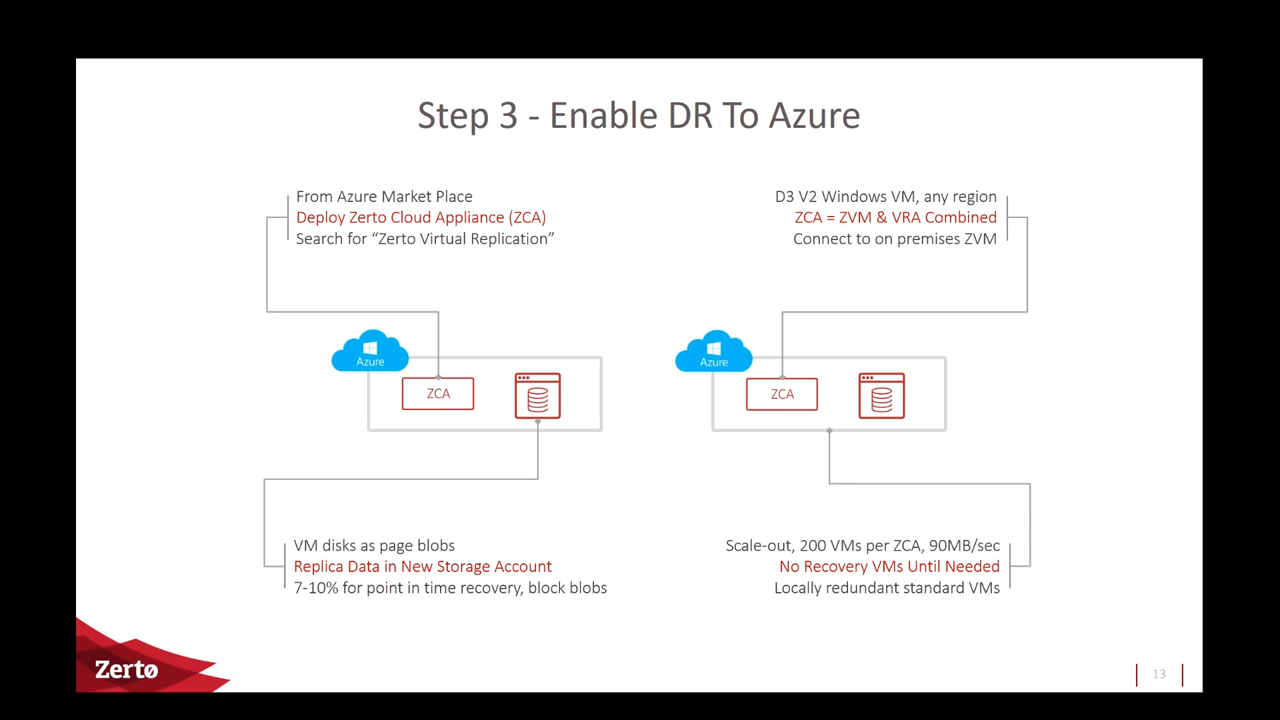 Step 3 - Enable DR To Azure
From Azure Market Place
Deploy Zerto Cloud Appliance (ZCA)
Search for “Zerto Virtual Replication”
D3 V2 Windows VM, any region
ZCA = ZVM & VRA Combined
Connect to on premises ZVM
Azure
ZCA
Azure
ZCA
VM disks as page blobs
Replica Data in New Storage Account
7-10% for point in time recovery, block blobs
Scale-out, 200 VMs per ZCA, 90MB/sec
No Recovery VMs Until Needed
Locally redundant standard VMs
Zerto
13